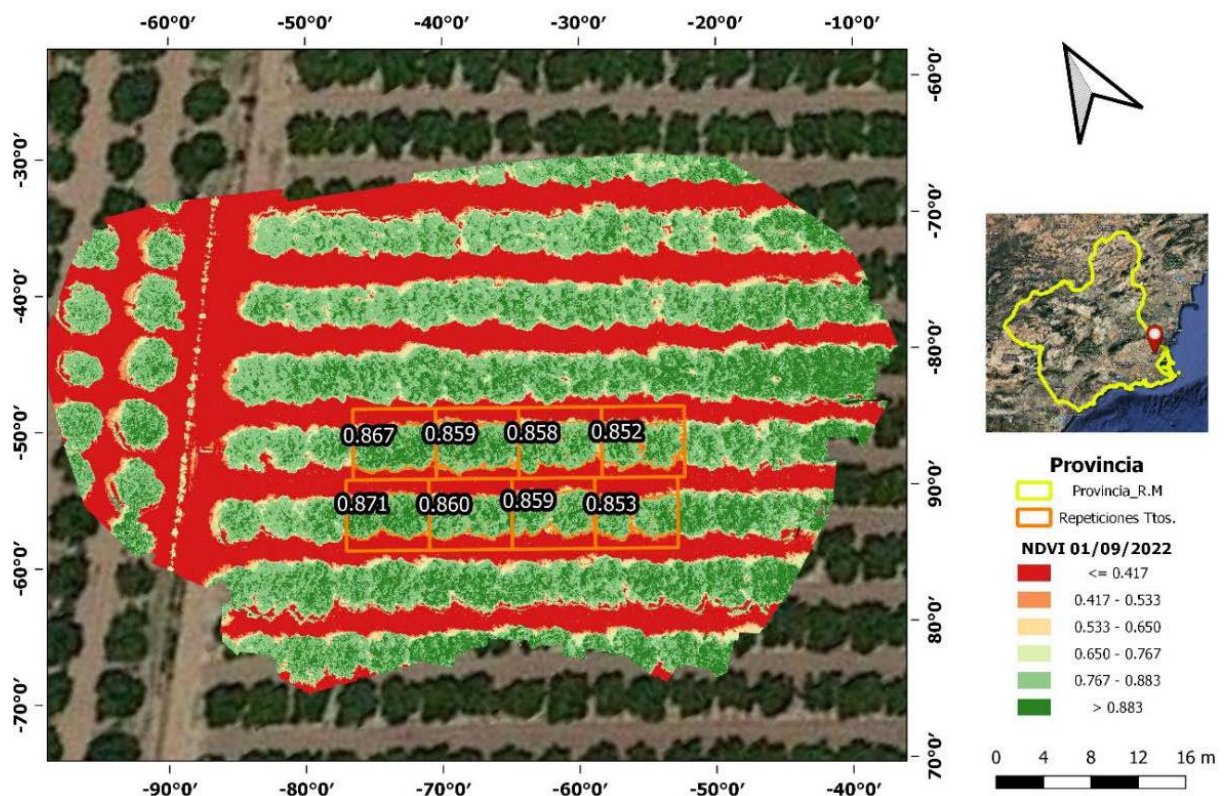 -60°0′ -50°0′ -40°0′ -30°0′ -20°0′ -10°0′
-60°0′
-30°0′
-70°0′
-40°0′
-80°0′
-50°0′
0.867 0.859 0.858 0.852
90°0′
0.871 0.860 0.859 0.853
-60°0′
80°0′
-70°0′
70°0′
-90°0′ -80°0′ -70°0′ -60°0′ -50°0′ -40°0′
Provincia
Provincia_R.M
Repeticiones Ttos.
NDVI 01/09/2022
<= 0.417
0.417 - 0.533
0.533 - 0.650
0.650 - 0.767
0.767 - 0.883
> 0.883
0 4 8 12 16 m